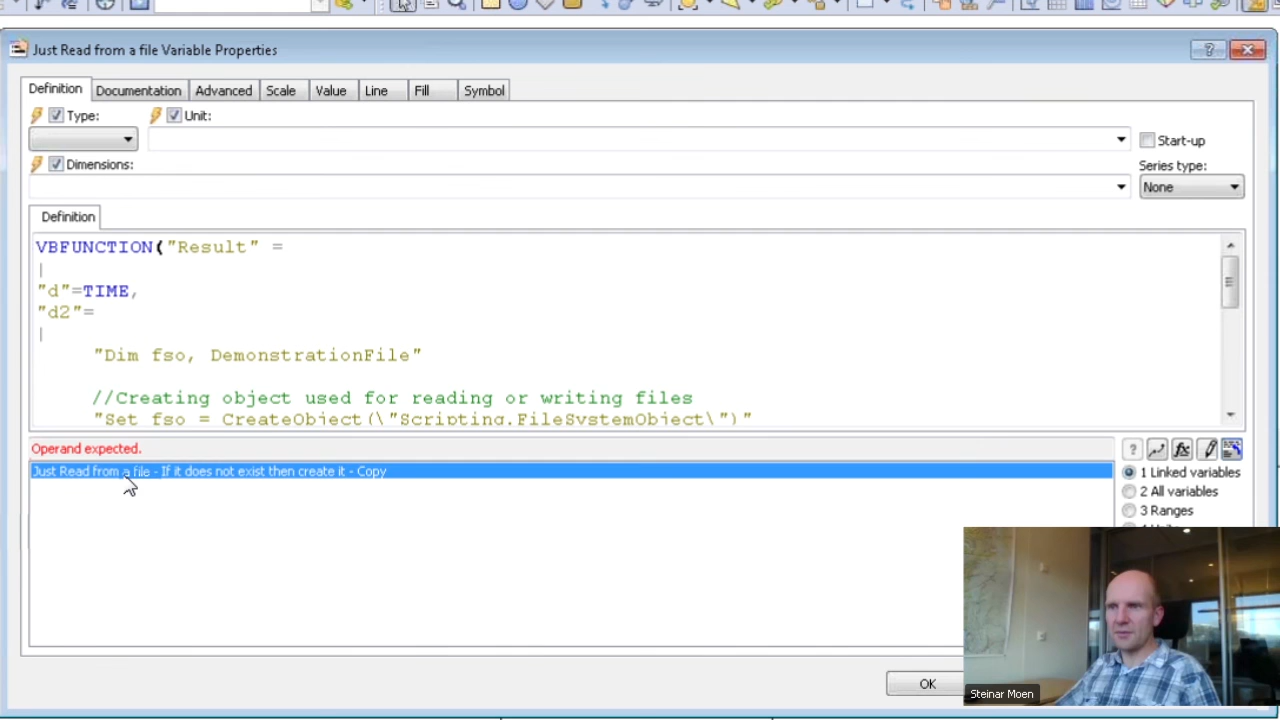 Just Read from a file Variable Properties
Definition Documentation Advanced Scale Value Line Fill Symbol
Type: Unit:
Start-up
Dimensions:
Series type:
None
Definition
VBFUNCTION("Result" =
|
"d"=TIME,
"d2"=
|
"Dim fso, DemonstrationFile"
//Creating object used for reading or writing files
"Set fso = CreateObject(\"Scripting.FileSystemObject\")"
Operand expected.
Just Read from a file - If it does not exist then create it - Copy
1 Linked variables
2 All variables
3 Ranges
OK
Steinar Moen